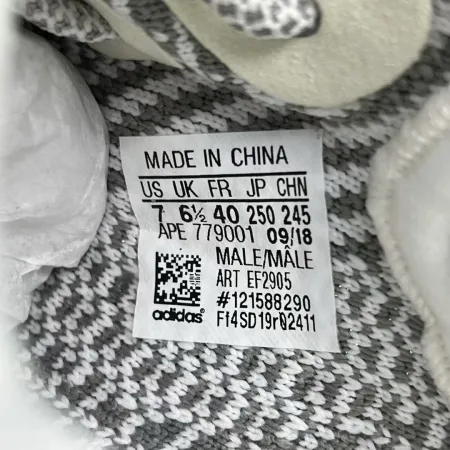 MADE IN CHINA
US UK FR JP CHN
7 6½ 40 250 245
APE 779001 09/18
MALE/MÂLE
ART EF2905
#121588290
adidas® Ft4SD19r02411